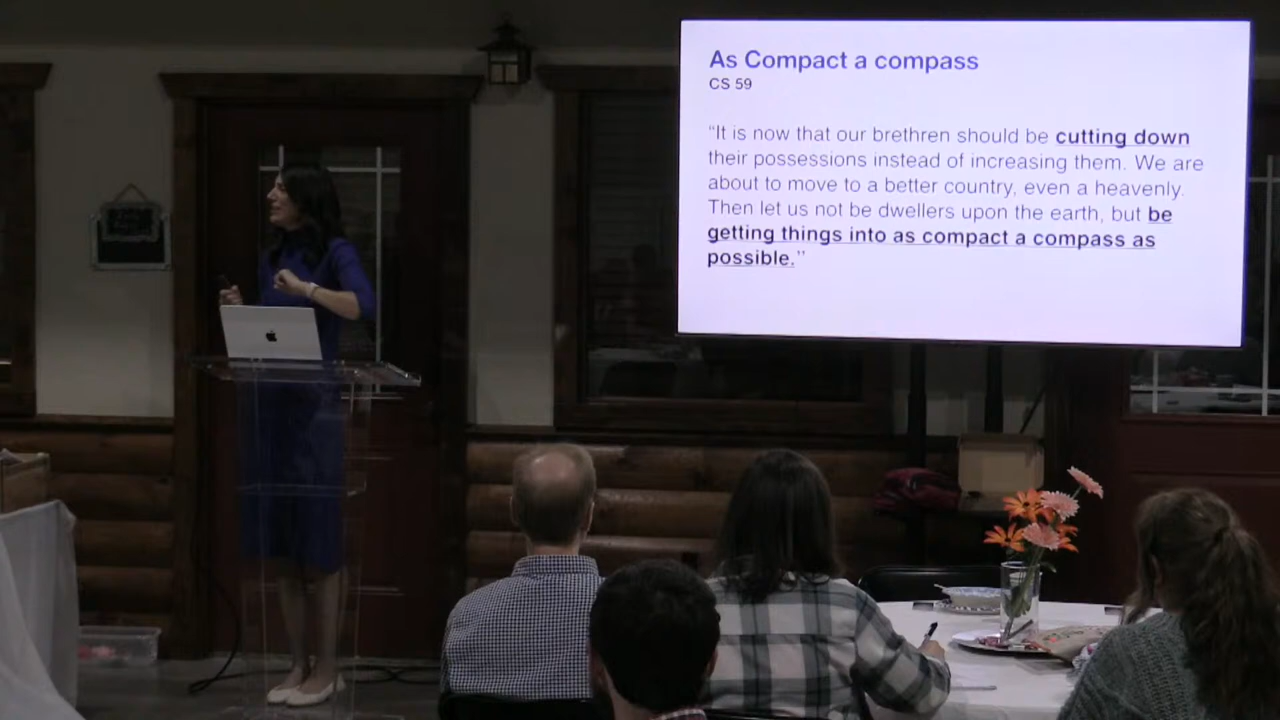 As Compact a compass
CS 59
“It is now that our brethren should be cutting down
their possessions instead of increasing them. We are
about to move to a better country, even a heavenly.
Then let us not be dwellers upon the earth, but be
getting things into as compact a compass as
possible.”